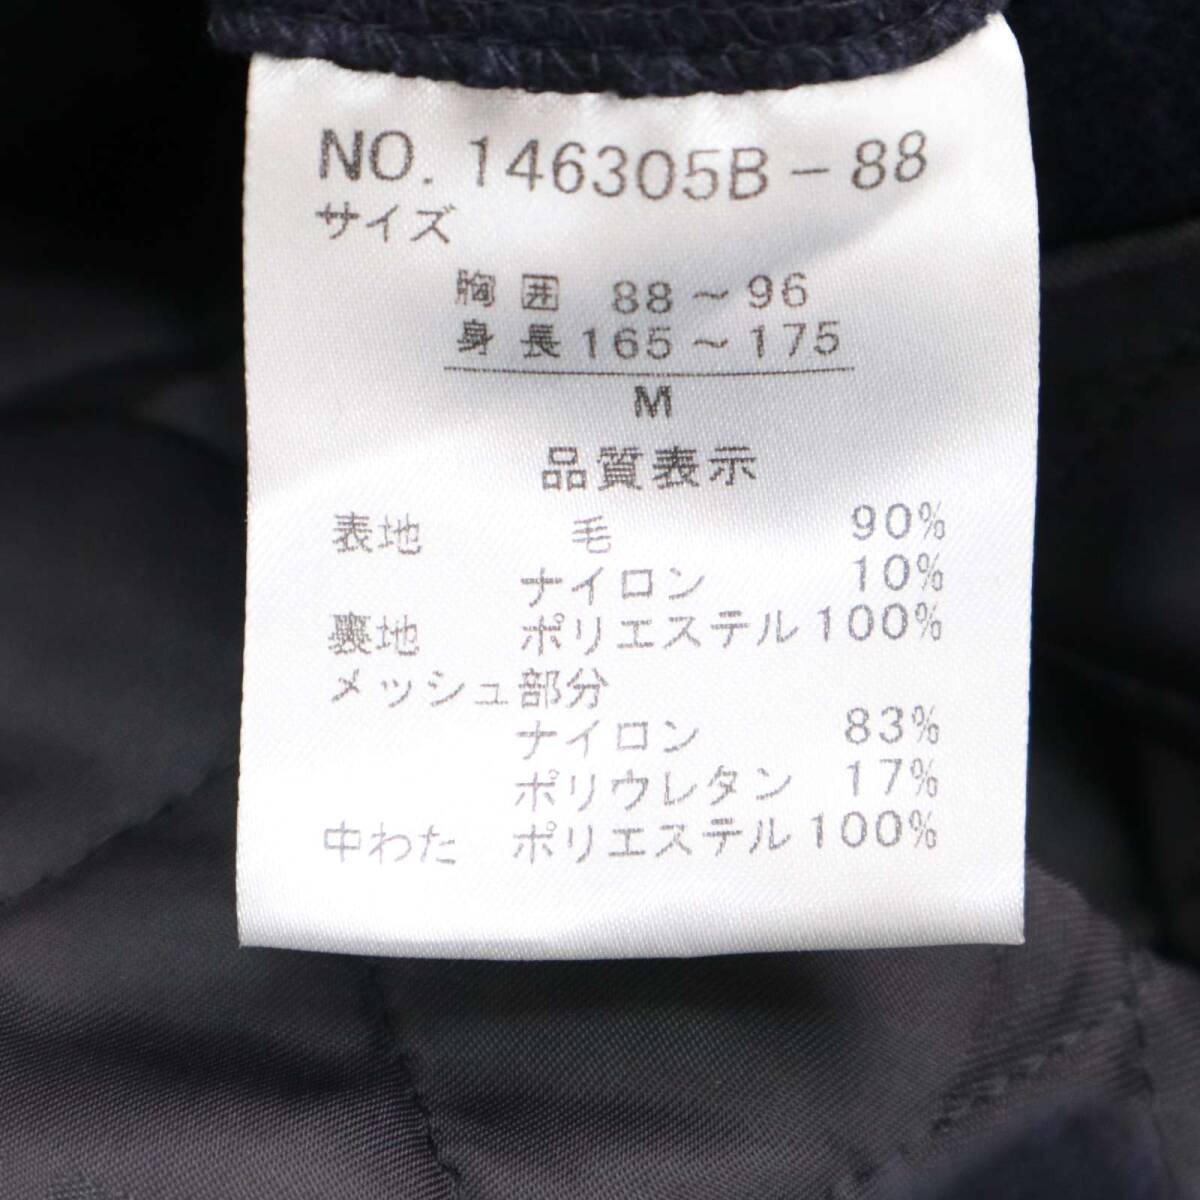 NO. 146305B-88
サイズ
胸囲 88～96
身長 165～175
M
品質表示
表地 毛 90%
ナイロン 10%
裏地 ポリエステル 100%
メッシュ部分
ナイロン 83%
ポリウレタン 17%
中わた ポリエステル 100%